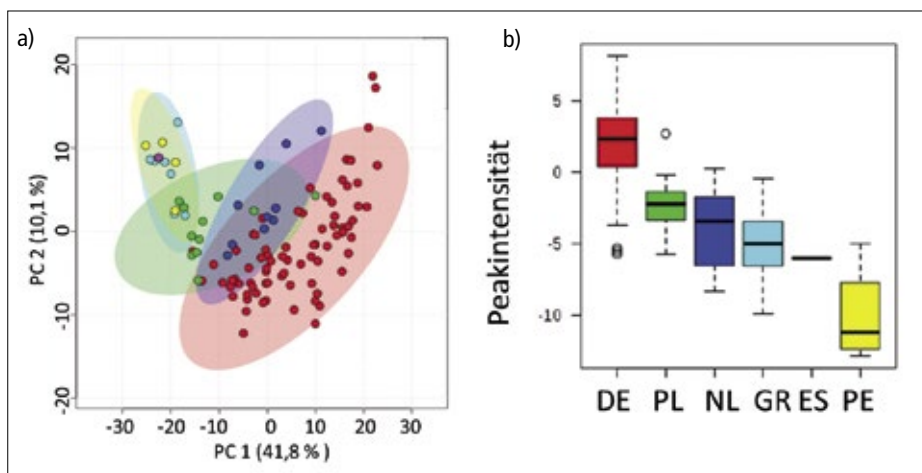 a)
20
10
0
-10
-20
PC 2 (10,1 %)
-30 -20 -10 0 10 20 30
PC 1 (41,8 %)
b)
5
0
-5
-10
Peakintensität
DE PL NL GR ES PE